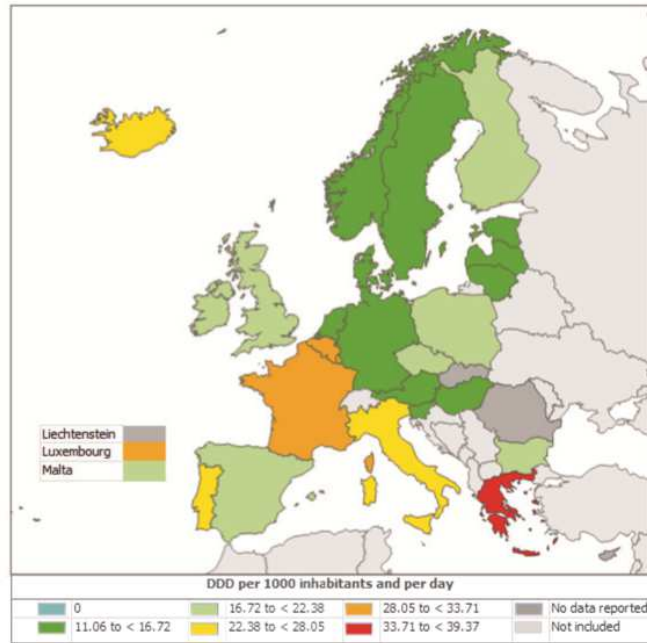 Liechtenstein
Luxembourg
Malta
DDD per 1000 inhabitants and per day
0 16.72 to < 22.38 28.05 to < 33.71 No data reported
11.06 to < 16.72 22.38 to < 28.05 33.71 to < 39.37 Not included